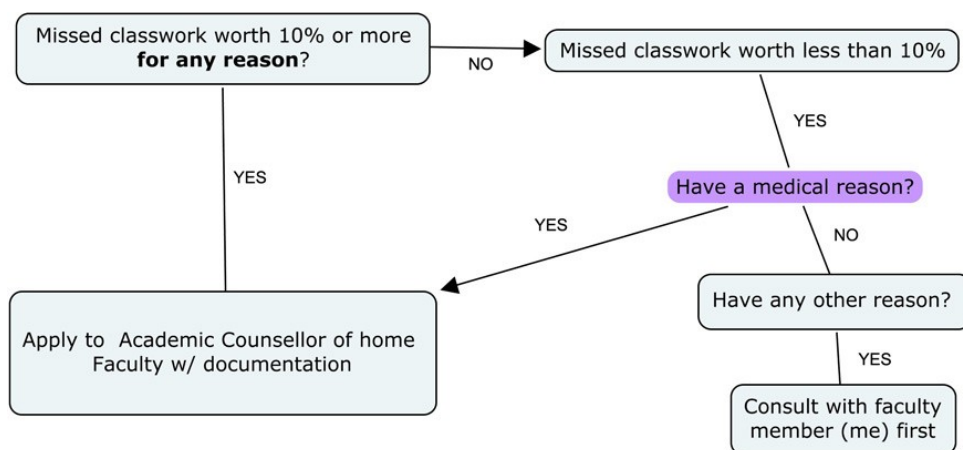 Missed classwork worth 10% or more
for any reason?
NO
Missed classwork worth less than 10%
YES
YES
Have a medical reason?
YES
NO
Have any other reason?
Apply to  Academic Counsellor of home
Faculty w/ documentation
YES
Consult with faculty
member (me) first